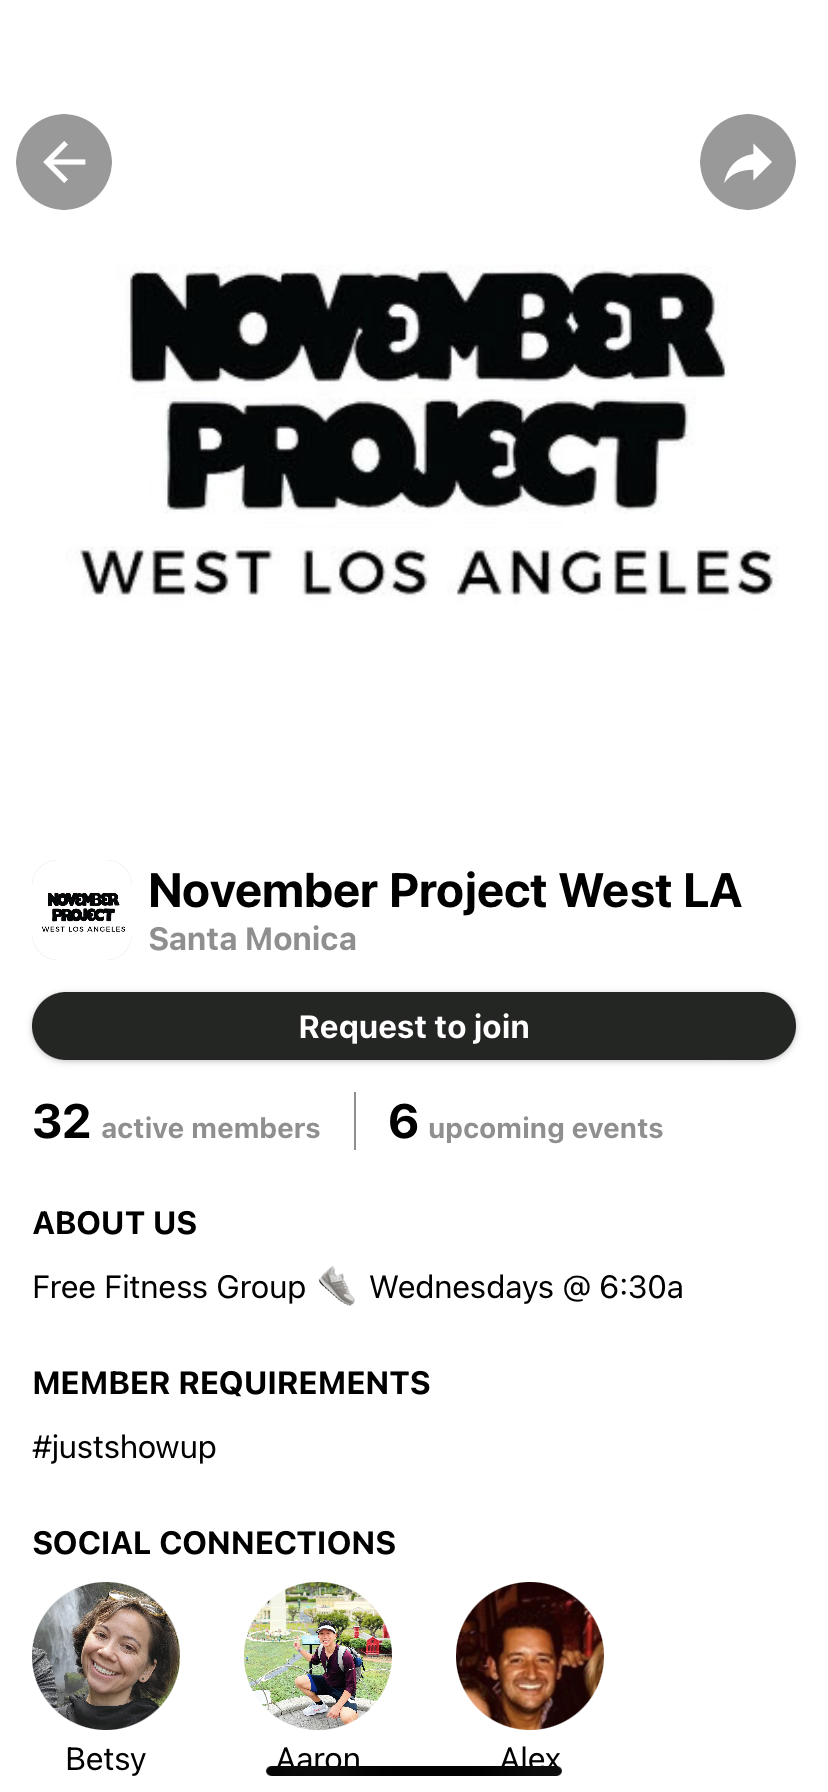 NOVEMBER
PROJECT
WEST LOS ANGELES
NOVEMBER
PROJECT
WEST LOS ANGELES
November Project West LA
Santa Monica
Request to join
32 active members 6 upcoming events
ABOUT US
Free Fitness Group 👟 Wednesdays @ 6:30a
MEMBER REQUIREMENTS
#justshowup
SOCIAL CONNECTIONS
Betsy Aaron Alex